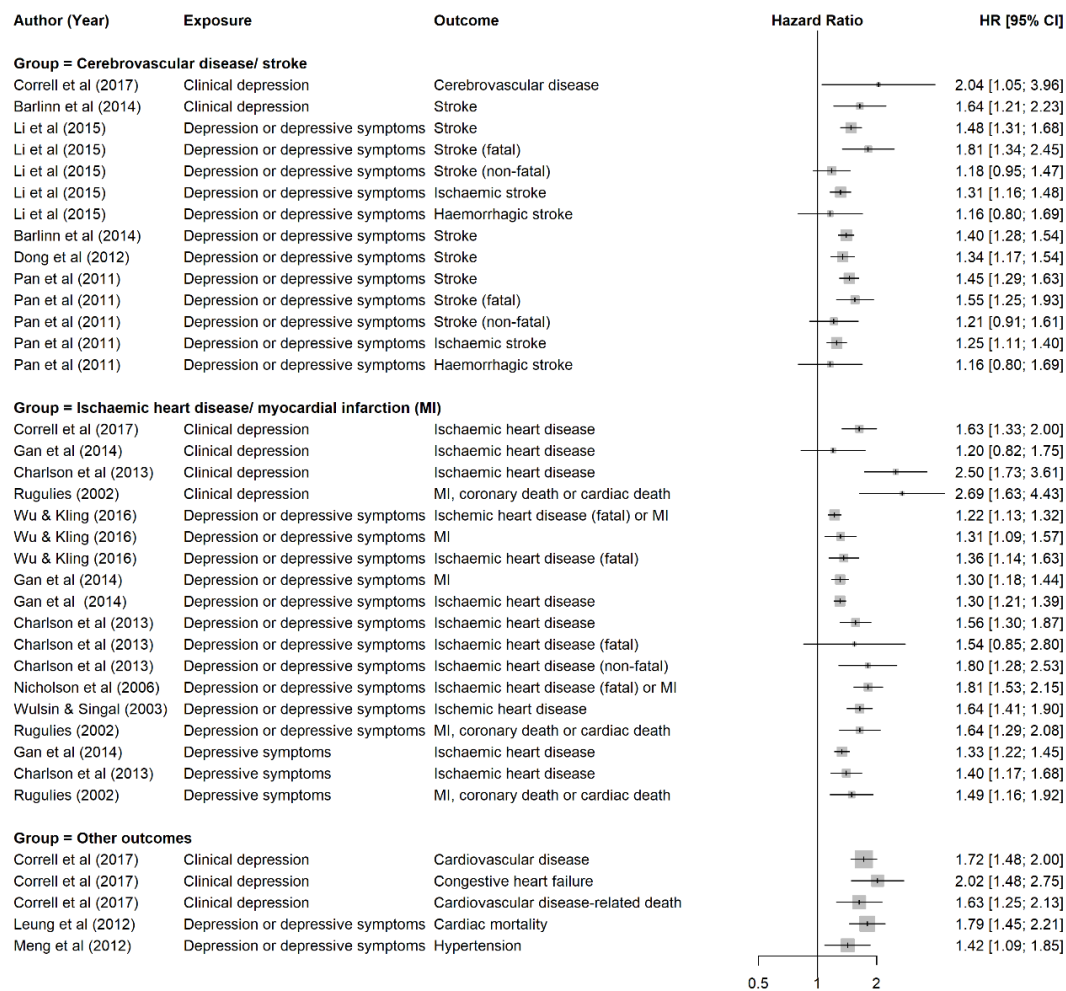 Author (Year) Exposure Outcome Hazard Ratio HR [95% CI]
Group = Cerebrovascular disease/ stroke
Correll et al (2017) Clinical depression Cerebrovascular disease 2.04 [1.05; 3.96]
Barlinn et al (2014) Clinical depression Stroke 1.64 [1.21; 2.23]
Li et al (2015) Depression or depressive symptoms Stroke 1.48 [1.31; 1.68]
Li et al (2015) Depression or depressive symptoms Stroke (fatal) 1.81 [1.34; 2.45]
Li et al (2015) Depression or depressive symptoms Stroke (non-fatal) 1.18 [0.95; 1.47]
Li et al (2015) Depression or depressive symptoms Ischaemic stroke 1.31 [1.16; 1.48]
Li et al (2015) Depression or depressive symptoms Haemorrhagic stroke 1.16 [0.80; 1.69]
Barlinn et al (2014) Depression or depressive symptoms Stroke 1.40 [1.28; 1.54]
Dong et al (2012) Depression or depressive symptoms Stroke 1.34 [1.17; 1.54]
Pan et al (2011) Depression or depressive symptoms Stroke 1.45 [1.29; 1.63]
Pan et al (2011) Depression or depressive symptoms Stroke (fatal) 1.55 [1.25; 1.93]
Pan et al (2011) Depression or depressive symptoms Stroke (non-fatal) 1.21 [0.91; 1.61]
Pan et al (2011) Depression or depressive symptoms Ischaemic stroke 1.25 [1.11; 1.40]
Pan et al (2011) Depression or depressive symptoms Haemorrhagic stroke 1.16 [0.80; 1.69]
Group = Ischaemic heart disease/ myocardial infarction (MI)
Correll et al (2017) Clinical depression Ischaemic heart disease 1.63 [1.33; 2.00]
Gan et al (2014) Clinical depression Ischaemic heart disease 1.20 [0.82; 1.75]
Charlson et al (2013) Clinical depression Ischaemic heart disease 2.50 [1.73; 3.61]
Rugulies (2002) Clinical depression MI, coronary death or cardiac death 2.69 [1.63; 4.43]
Wu & Kling (2016) Depression or depressive symptoms Ischemic heart disease (fatal) or MI 1.22 [1.13; 1.32]
Wu & Kling (2016) Depression or depressive symptoms MI 1.31 [1.09; 1.57]
Wu & Kling (2016) Depression or depressive symptoms Ischaemic heart disease (fatal) 1.36 [1.14; 1.63]
Gan et al (2014) Depression or depressive symptoms MI 1.30 [1.18; 1.44]
Gan et al (2014) Depression or depressive symptoms Ischaemic heart disease 1.30 [1.21; 1.39]
Charlson et al (2013) Depression or depressive symptoms Ischaemic heart disease 1.56 [1.30; 1.87]
Charlson et al (2013) Depression or depressive symptoms Ischaemic heart disease (fatal) 1.54 [0.85; 2.80]
Charlson et al (2013) Depression or depressive symptoms Ischaemic heart disease (non-fatal) 1.80 [1.28; 2.53]
Nicholson et al (2006) Depression or depressive symptoms Ischaemic heart disease (fatal) or MI 1.81 [1.53; 2.15]
Wulsin & Singal (2003) Depression or depressive symptoms Ischemic heart disease 1.64 [1.41; 1.90]
Rugulies (2002) Depression or depressive symptoms MI, coronary death or cardiac death 1.64 [1.29; 2.08]
Gan et al (2014) Depressive symptoms Ischaemic heart disease 1.33 [1.22; 1.45]
Charlson et al (2013) Depressive symptoms Ischaemic heart disease 1.40 [1.17; 1.68]
Rugulies (2002) Depressive symptoms MI, coronary death or cardiac death 1.49 [1.16; 1.92]
Group = Other outcomes
Correll et al (2017) Clinical depression Cardiovascular disease 1.72 [1.48; 2.00]
Correll et al (2017) Clinical depression Congestive heart failure 2.02 [1.48; 2.75]
Correll et al (2017) Clinical depression Cardiovascular disease-related death 1.63 [1.25; 2.13]
Leung et al (2012) Depression or depressive symptoms Cardiac mortality 1.79 [1.45; 2.21]
Meng et al (2012) Depression or depressive symptoms Hypertension 1.42 [1.09; 1.85]
0.5 1 2